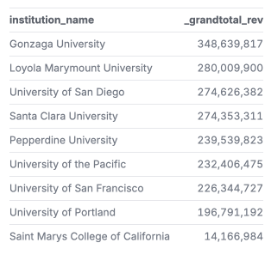 institution_name _grandtotal_rev
Gonzaga University 348,639,817
Loyola Marymount University 280,009,900
University of San Diego 274,626,382
Santa Clara University 274,353,311
Pepperdine University 239,539,823
University of the Pacific 232,406,475
University of San Francisco 226,344,727
University of Portland 196,791,192
Saint Marys College of California 14,166,984